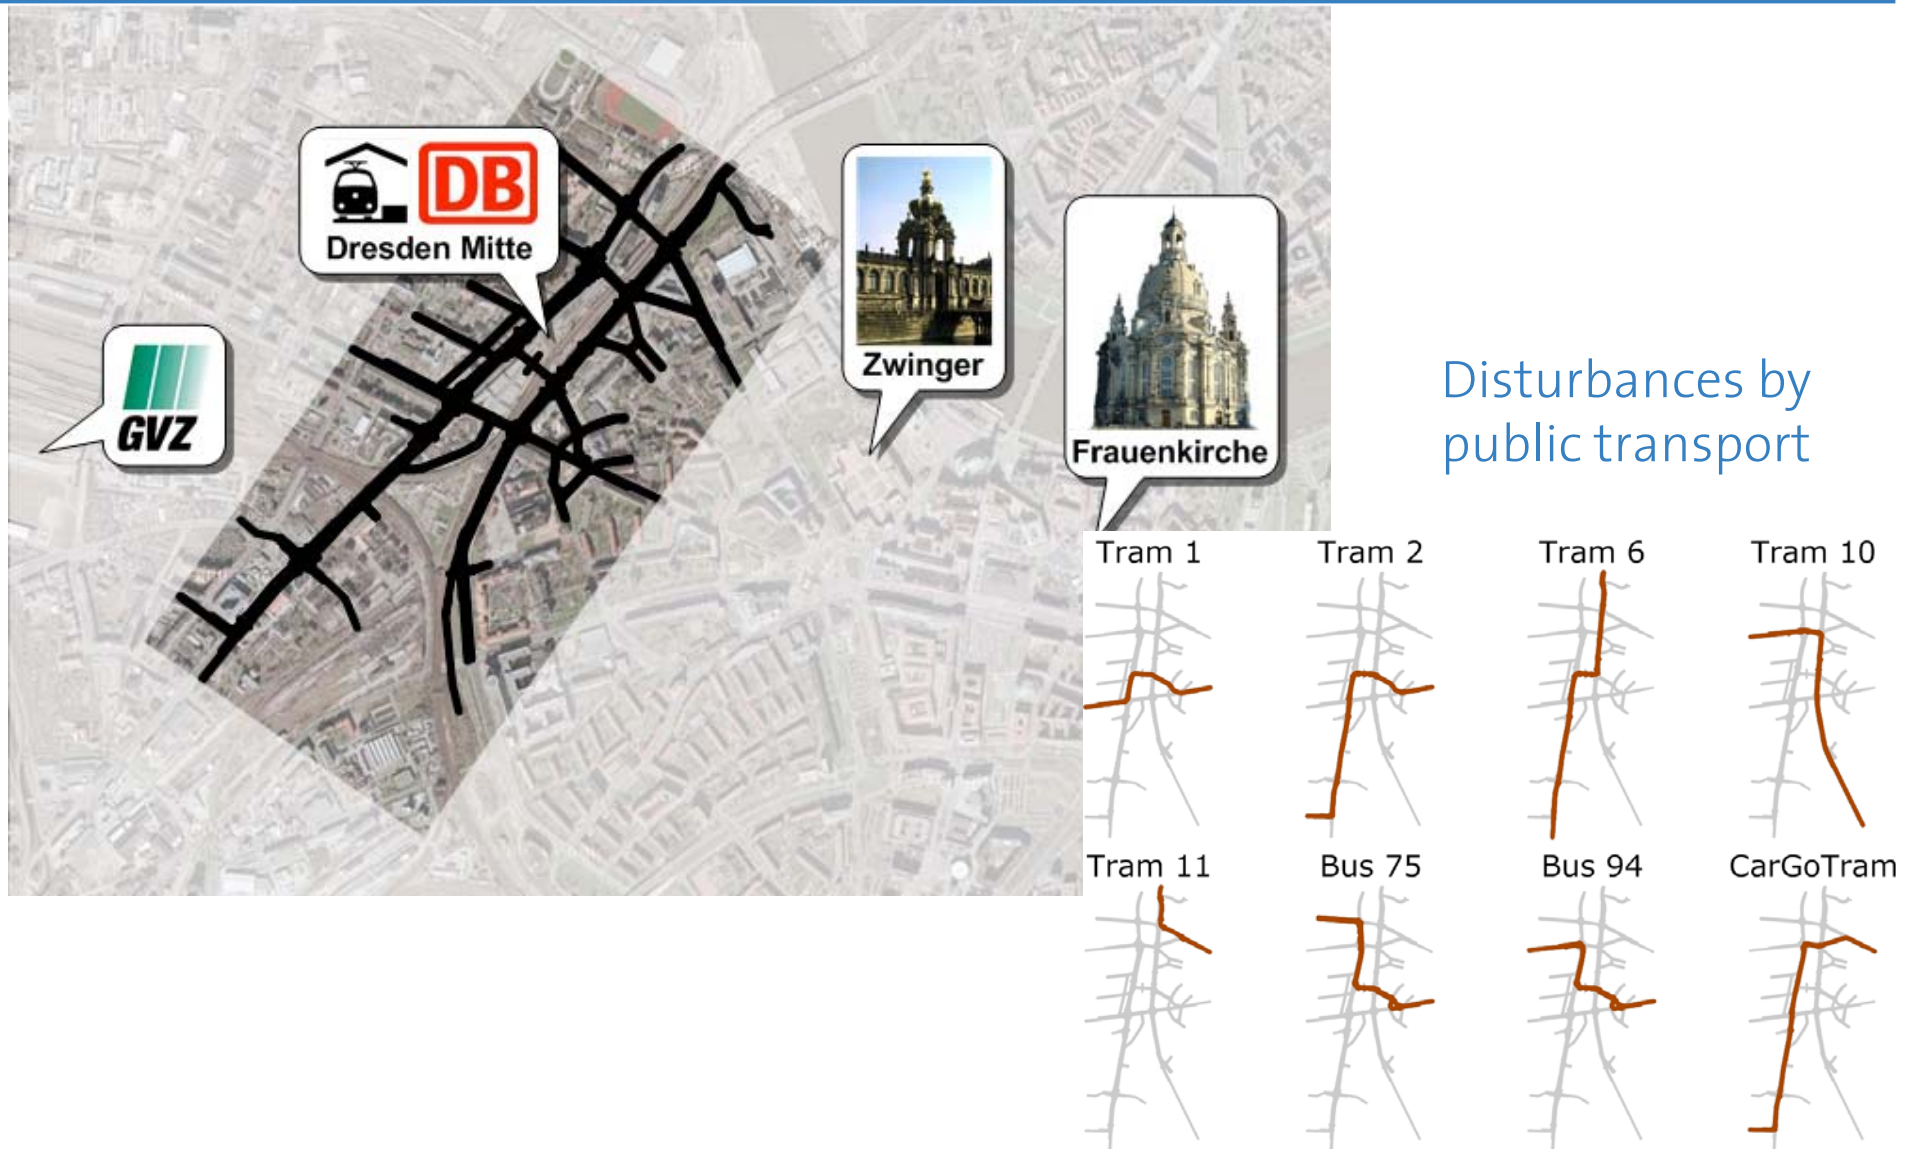 DB
Dresden Mitte
GVZ
Zwinger
Frauenkirche
Disturbances by
public transport
Tram 1
Tram 2
Tram 6
Tram 10
Tram 11
Bus 75
Bus 94
CarGoTram